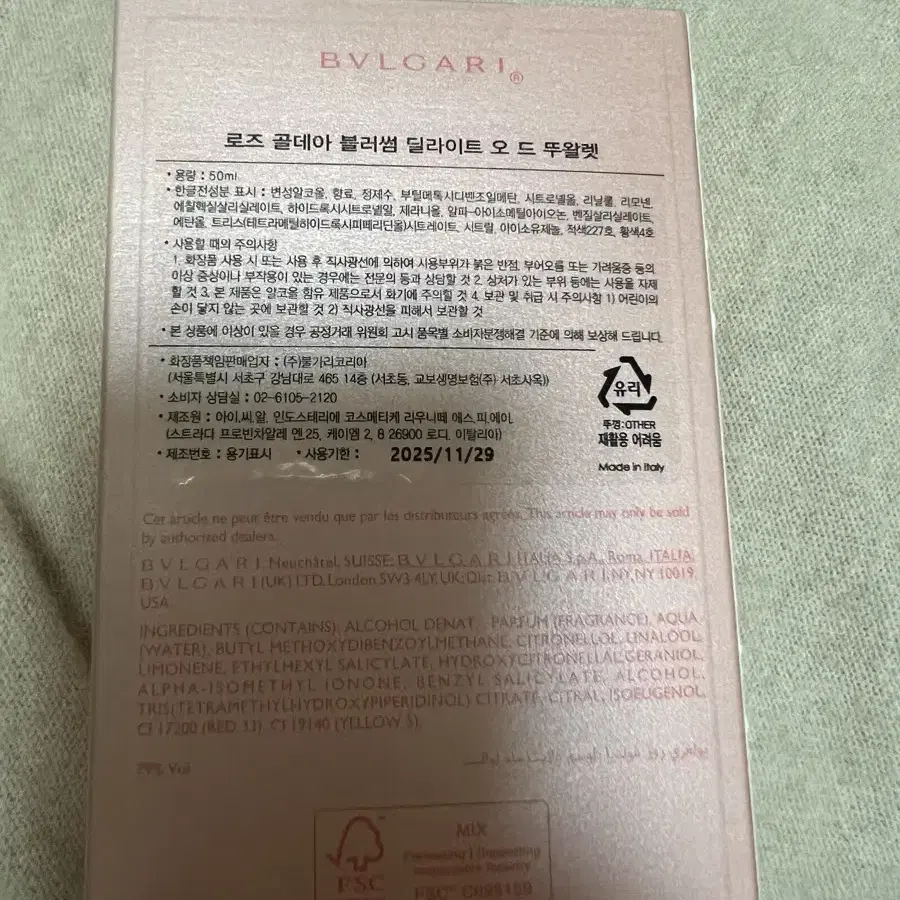 BVLGARI®
로즈 골데아 블러썸 딜라이트 오 드 뚜왈렛
• 용량 : 50ml
• 한글전성분 표시 : 변성알코올, 향료, 정제수, 부틸메톡시디벤조일메탄, 시트로넬올, 리날룰, 리모넨,
에칠헥실살리실레이트, 하이드록시시트로넬알, 제라니올, 알파-아이소메틸아이오논, 벤질살리실레이트,
에탄올, 트리스(테트라메틸하이드록시피페리딘올)시트레이트, 시트랄, 아이소유제놀, 적색227호, 황색4호
• 사용할 때의 주의사항
1. 화장품 사용 시 또는 사용 후 직사광선에 의하여 사용부위가 붉은 반점, 부어오름 또는 가려움증 등의
이상 증상이나 부작용이 있는 경우에는 전문의 등과 상담할 것 2. 상처가 있는 부위 등에는 사용을 자제
할 것 3. 본 제품은 알코올 함유 제품으로서 화기에 주의할 것 4. 보관 및 취급 시 주의사항 1) 어린이의
손이 닿지 않는 곳에 보관할 것 2) 직사광선을 피해서 보관할 것
• 본 상품에 이상이 있을 경우 공정거래 위원회 고시 품목별 소비자분쟁해결 기준에 의해 보상해 드립니다.
• 화장품책임판매업자 : (주)불가리코리아
(서울특별시 서초구 강남대로 465 14층 (서초동, 교보생명보험(주) 서초사옥))
• 소비자 상담실 : 02-6105-2120
• 제조원 : 아이.씨.알. 인도스테리에 코스메티케 리우니떼 에스.피.에이.
(스트라다 프로빈차알레 엔.25, 케이엠 2, 8 26900 로디, 이탈리아)
• 제조번호 : 용기표시 • 사용기한 : 2025/11/29
유리
뚜껑:OTHER
재활용 어려움
Made in Italy
Cet article ne peut être vendu que par les distributeurs agréés. This article may only be sold
by authorized dealers.
BVLGARI Neuchâtel, SUISSE; BVLGARI ITALIA S.p.A., Roma, ITALIA;
BVLGARI (UK) LTD, London SW3 4LY, UK; Dist. BVLGARI, NY, NY 10019,
USA
INGREDIENTS (CONTAINS): ALCOHOL DENAT., PARFUM (FRAGRANCE), AQUA
(WATER), BUTYL METHOXYDIBENZOYLMETHANE, CITRONELLOL, LINALOOL,
LIMONENE, ETHYLHEXYL SALICYLATE, HYDROXYCITRONELLAL, GERANIOL,
ALPHA-ISOMETHYL IONONE, BENZYL SALICYLATE, ALCOHOL,
TRIS(TETRAMETHYLHYDROXYPIPERIDINOL) CITRATE, CITRAL, ISOEUGENOL,
CI 17200 (RED 33), CI 19140 (YELLOW 5).
79% Vol
FSC
MIX
FSC®